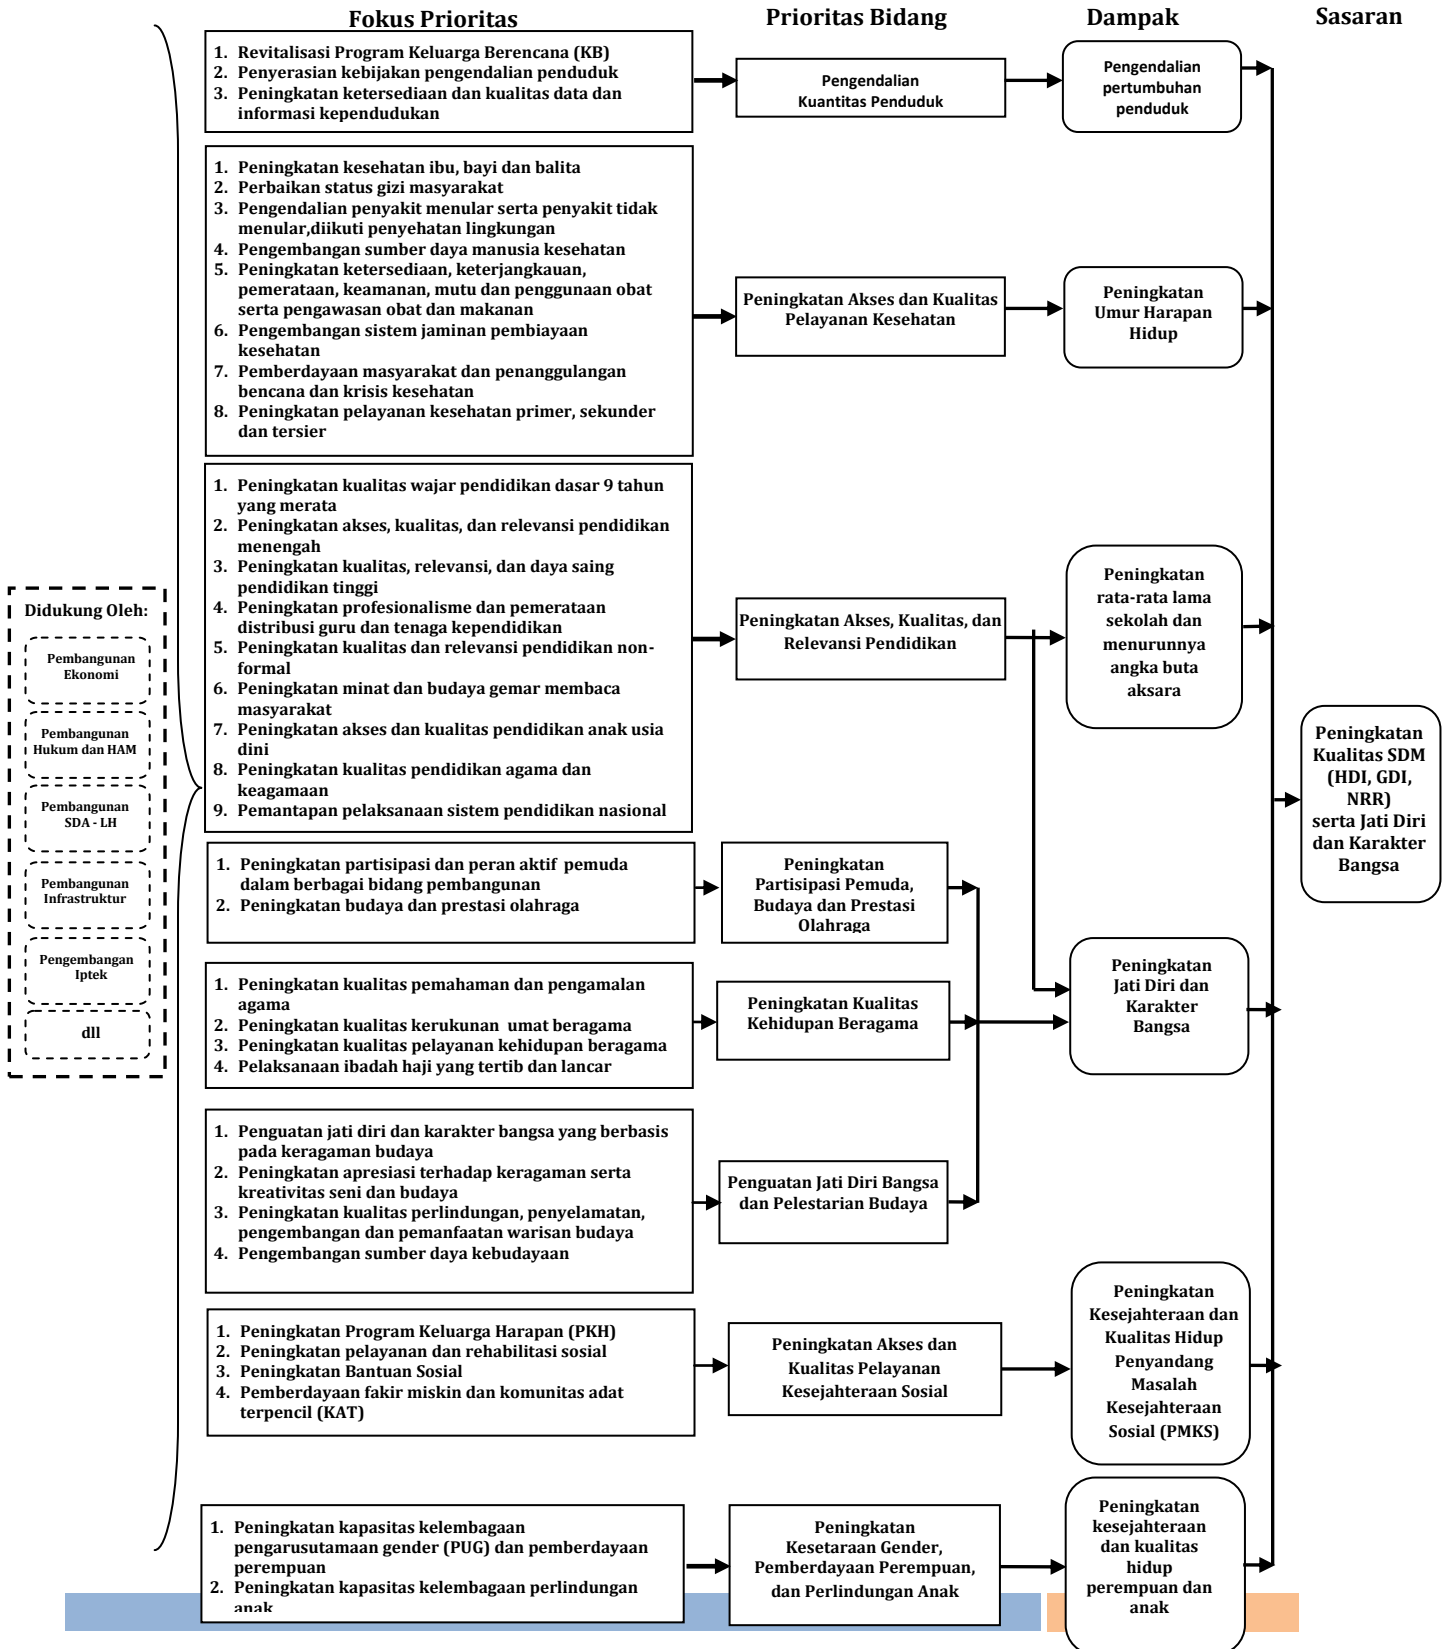 Fokus Prioritas
Prioritas Bidang
Dampak
Sasaran
1. Revitalisasi Program Keluarga Berencana (KB)
2. Penyerasian kebijakan pengendalian penduduk
3. Peningkatan ketersediaan dan kualitas data dan
informasi kependudukan
Pengendalian
Kuantitas Penduduk
Pengendalian
pertumbuhan
penduduk
1. Peningkatan kesehatan ibu, bayi dan balita
2. Perbaikan status gizi masyarakat
3. Pengendalian penyakit menular serta penyakit tidak
menular,diikuti penyehatan lingkungan
4. Pengembangan sumber daya manusia kesehatan
5. Peningkatan ketersediaan, keterjangkauan,
pemerataan, keamanan, mutu dan penggunaan obat
serta pengawasan obat dan makanan
6. Pengembangan sistem jaminan pembiayaan
kesehatan
7. Pemberdayaan masyarakat dan penanggulangan
bencana dan krisis kesehatan
8. Peningkatan pelayanan kesehatan primer, sekunder
dan tersier
Peningkatan Akses dan Kualitas
Pelayanan Kesehatan
Peningkatan
Umur Harapan
Hidup
1. Peningkatan kualitas wajar pendidikan dasar 9 tahun
yang merata
2. Peningkatan akses, kualitas, dan relevansi pendidikan
menengah
3. Peningkatan kualitas, relevansi, dan daya saing
pendidikan tinggi
4. Peningkatan profesionalisme dan pemerataan
distribusi guru dan tenaga kependidikan
5. Peningkatan kualitas dan relevansi pendidikan non-
formal
6. Peningkatan minat dan budaya gemar membaca
masyarakat
7. Peningkatan akses dan kualitas pendidikan anak usia
dini
8. Peningkatan kualitas pendidikan agama dan
keagamaan
9. Pemantapan pelaksanaan sistem pendidikan nasional
Peningkatan Akses, Kualitas, dan
Relevansi Pendidikan
Peningkatan
rata-rata lama
sekolah dan
menurunnya
angka buta
aksara
Didukung Oleh:
Pembangunan
Ekonomi
Pembangunan
Hukum dan HAM
Pembangunan
SDA - LH
Pembangunan
Infrastruktur
Pengembangan
Iptek
dll
Peningkatan
Kualitas SDM
(HDI, GDI,
NRR)
serta Jati Diri
dan Karakter
Bangsa
1. Peningkatan partisipasi dan peran aktif pemuda
dalam berbagai bidang pembangunan
2. Peningkatan budaya dan prestasi olahraga
Peningkatan
Partisipasi Pemuda,
Budaya dan Prestasi
Olahraga
1. Peningkatan kualitas pemahaman dan pengamalan
agama
2. Peningkatan kualitas kerukunan umat beragama
3. Peningkatan kualitas pelayanan kehidupan beragama
4. Pelaksanaan ibadah haji yang tertib dan lancar
Peningkatan Kualitas
Kehidupan Beragama
Peningkatan
Jati Diri dan
Karakter
Bangsa
1. Penguatan jati diri dan karakter bangsa yang berbasis
pada keragaman budaya
2. Peningkatan apresiasi terhadap keragaman serta
kreativitas seni dan budaya
3. Peningkatan kualitas perlindungan, penyelamatan,
pengembangan dan pemanfaatan warisan budaya
4. Pengembangan sumber daya kebudayaan
Penguatan Jati Diri Bangsa
dan Pelestarian Budaya
1. Peningkatan Program Keluarga Harapan (PKH)
2. Peningkatan pelayanan dan rehabilitasi sosial
3. Peningkatan Bantuan Sosial
4. Pemberdayaan fakir miskin dan komunitas adat
terpencil (KAT)
Peningkatan Akses dan
Kualitas Pelayanan
Kesejahteraan Sosial
Peningkatan
Kesejahteraan dan
Kualitas Hidup
Penyandang
Masalah
Kesejahteraan
Sosial (PMKS)
1. Peningkatan kapasitas kelembagaan
pengarusutamaan gender (PUG) dan pemberdayaan
perempuan
2. Peningkatan kapasitas kelembagaan perlindungan
anak
Peningkatan
Kesetaraan Gender,
Pemberdayaan Perempuan,
dan Perlindungan Anak
Peningkatan
kesejahteraan
dan kualitas
hidup
perempuan dan
anak